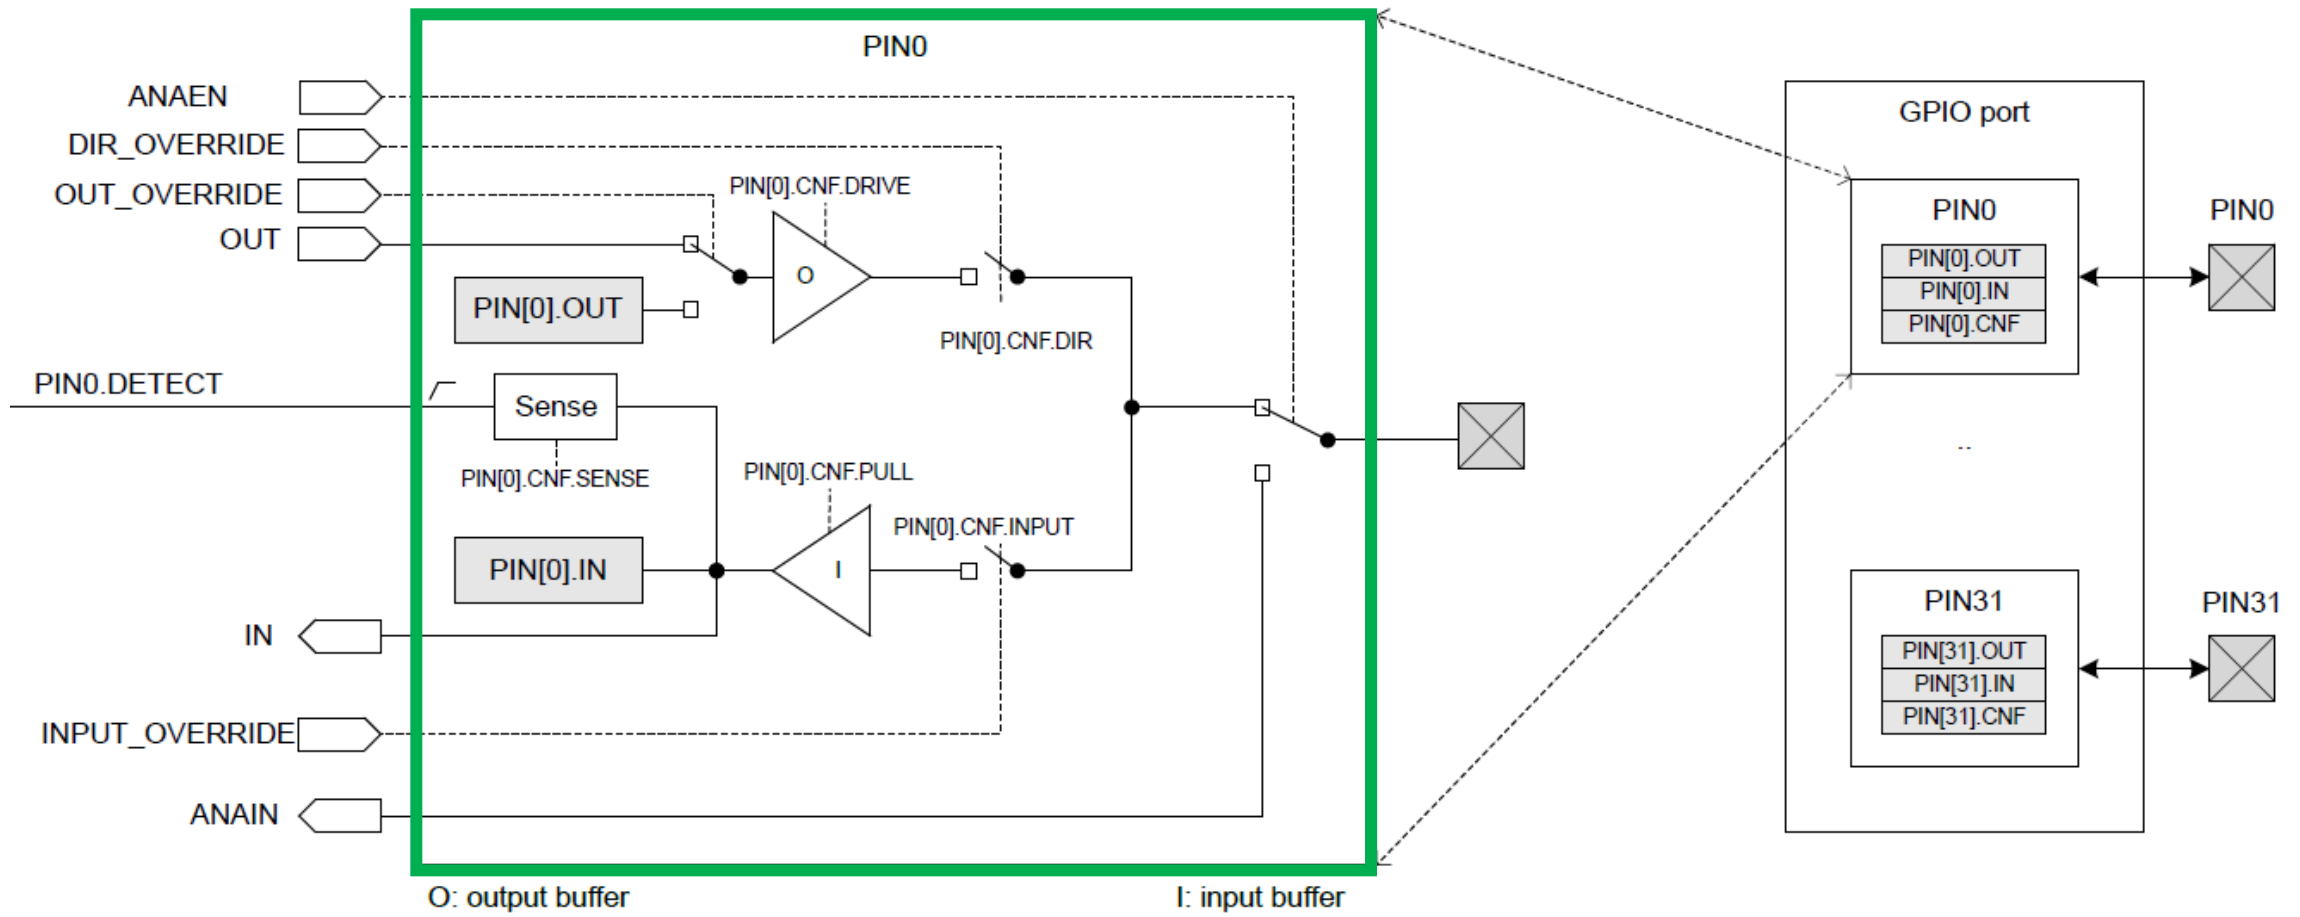 PIN0
ANAEN
DIR_OVERRIDE
OUT_OVERRIDE
OUT
PIN[0].CNF.DRIVE
O
PIN[0].OUT
PIN[0].CNF.DIR
PIN0.DETECT
Sense
PIN[0].CNF.SENSE
PIN[0].CNF.PULL
PIN[0].CNF.INPUT
PIN[0].IN
I
IN
INPUT_OVERRIDE
ANAIN
O: output buffer
I: input buffer
GPIO port
PIN0
PIN[0].OUT
PIN[0].IN
PIN[0].CNF
PIN0
..
PIN31
PIN[31].OUT
PIN[31].IN
PIN[31].CNF
PIN31